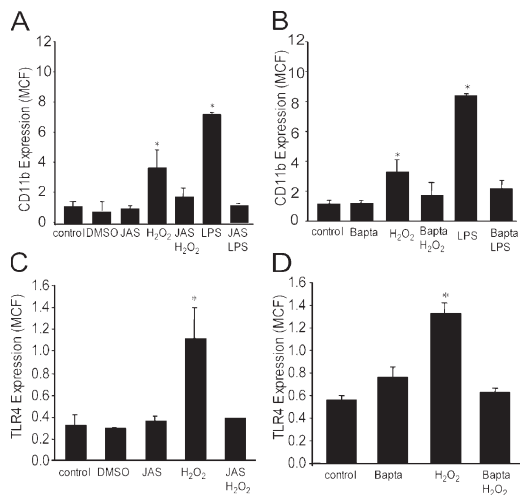 A
CD11b Expression (MCF)
12
10
8
6
4
2
0
*
*
control DMSO JAS H₂O₂ JAS LPS JAS
H₂O₂ LPS
B
CD11b Expression (MCF)
12
10
8
6
4
2
0
*
*
control Bapta H₂O₂ Bapta LPS Bapta
H₂O₂ LPS
C
TLR4 Expression (MCF)
1.6
1.4
1.2
1.0
0.8
0.6
0.4
0.2
0.0
*
control DMSO JAS H₂O₂ JAS
H₂O₂
D
TLR4 Expression (MCF)
1.6
1.4
1.2
1.0
0.8
0.6
0.4
0.2
0.0
*
control Bapta H₂O₂ Bapta
H₂O₂